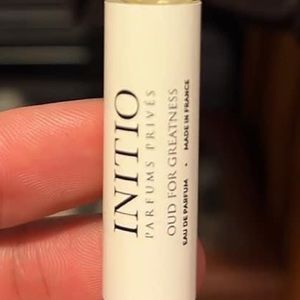 INITIO
PARFUMS PRIVÉS
OUD FOR GREATNESS
EAU DE PARFUM • MADE IN FRANCE